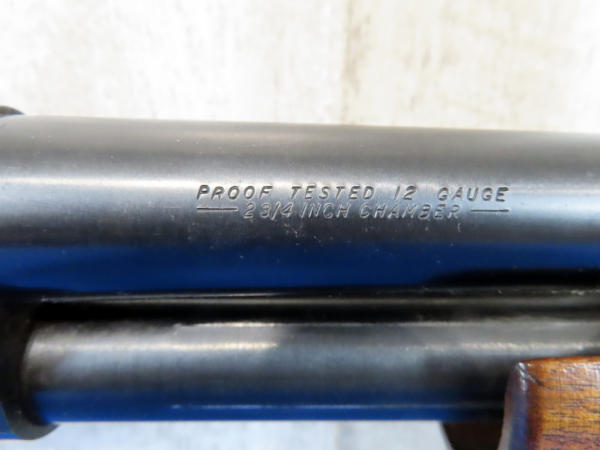 PROOF TESTED 12 GAUGE
— 2 3/4 INCH CHAMBER —